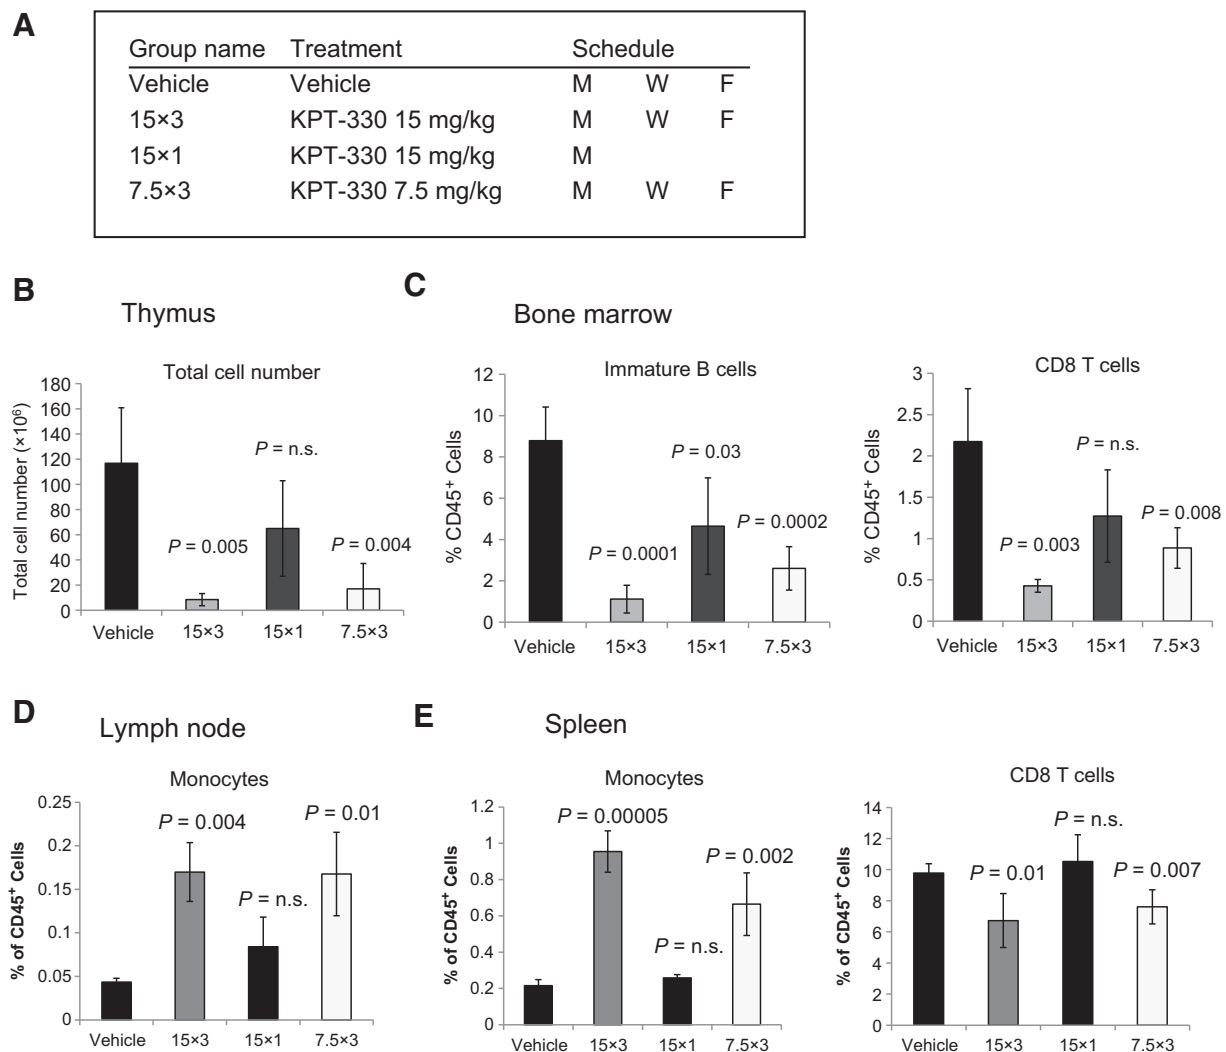 A
Group name Treatment Schedule
Vehicle Vehicle M W F
15×3 KPT-330 15 mg/kg M W F
15×1 KPT-330 15 mg/kg M
7.5×3 KPT-330 7.5 mg/kg M W F
B
Thymus
Total cell number
Total cell number (×10⁶)
180
160
140
120
100
80
60
40
20
0
P = 0.005
P = n.s.
P = 0.004
Vehicle 15×3 15×1 7.5×3
C
Bone marrow
Immature B cells
% CD45⁺ Cells
12
10
8
6
4
2
0
P = 0.0001
P = 0.03
P = 0.0002
Vehicle 15×3 15×1 7.5×3
CD8 T cells
% CD45⁺ Cells
3
2.5
2
1.5
1
0.5
0
P = 0.003
P = n.s.
P = 0.008
Vehicle 15×3 15×1 7.5×3
D
Lymph node
Monocytes
% of CD45⁺ Cells
0.25
0.2
0.15
0.1
0.05
0
P = 0.004
P = n.s.
P = 0.01
Vehicle 15×3 15×1 7.5×3
E
Spleen
Monocytes
% of CD45⁺ Cells
1.2
1
0.8
0.6
0.4
0.2
0
P = 0.00005
P = n.s.
P = 0.002
Vehicle 15×3 15×1 7.5×3
CD8 T cells
% of CD45⁺ Cells
14
12
10
8
6
4
2
0
P = 0.01
P = n.s.
P = 0.007
Vehicle 15×3 15×1 7.5×3